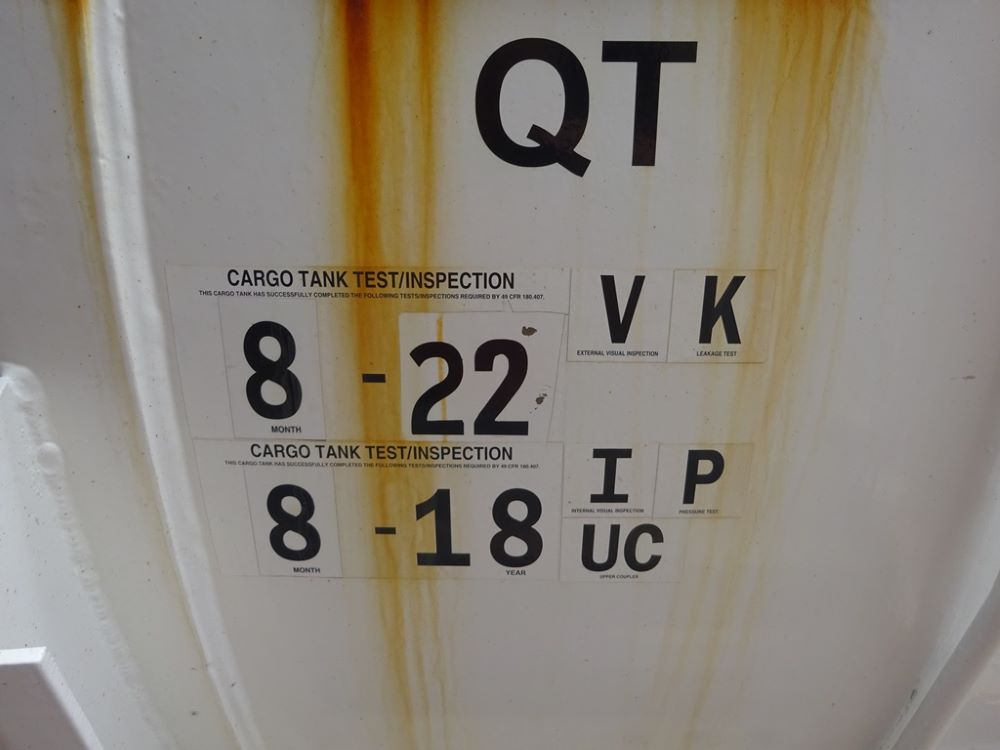 QT
CARGO TANK TEST/INSPECTION
THIS CARGO TANK HAS SUCCESSFULLY COMPLETED THE FOLLOWING TESTS/INSPECTIONS REQUIRED BY 49 CFR 180.407.
8 - 22
MONTH
V K
EXTERNAL VISUAL INSPECTION LEAKAGE TEST
CARGO TANK TEST/INSPECTION
THIS CARGO TANK HAS SUCCESSFULLY COMPLETED THE FOLLOWING TESTS/INSPECTIONS REQUIRED BY 49 CFR 180.407.
8 - 18
MONTH YEAR
I P
INTERNAL VISUAL INSPECTION PRESSURE TEST
UC
UPPER COUPLER